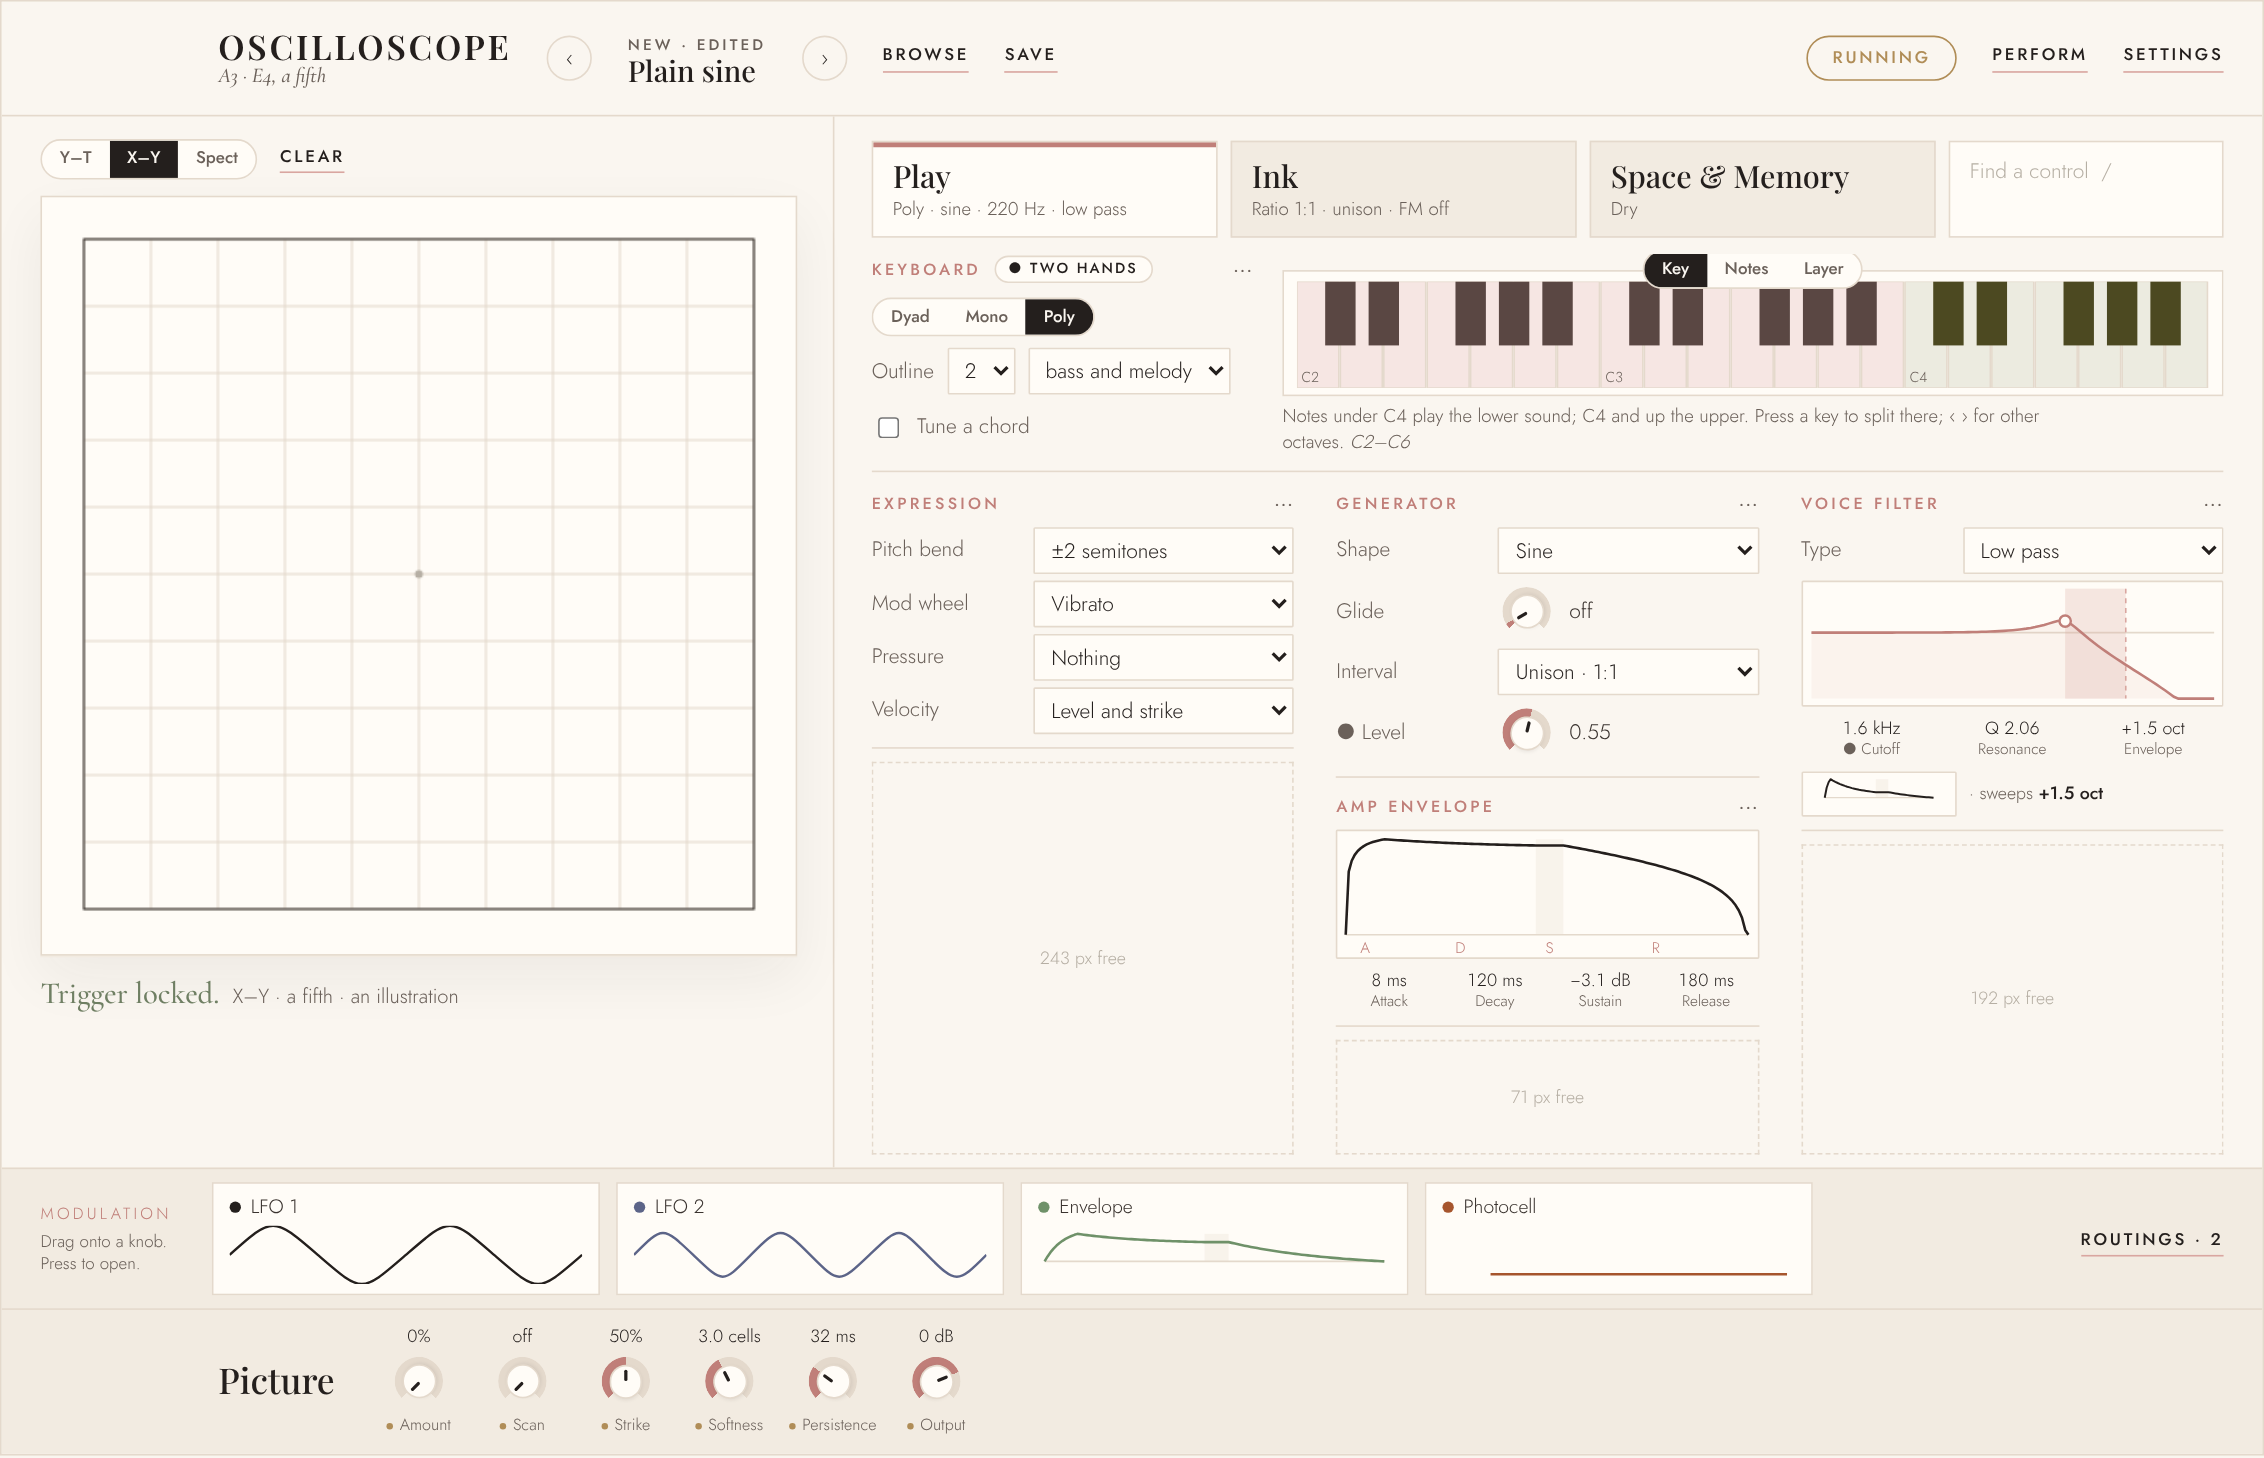 OSCILLOSCOPE
A3 · E4, a fifth
‹
NEW · EDITED
Plain sine
›
BROWSE
SAVE
RUNNING
PERFORM
SETTINGS
Y–T
X–Y
Spect
CLEAR
Trigger locked. X–Y · a fifth · an illustration
Play
Poly · sine · 220 Hz · low pass
Ink
Ratio 1:1 · unison · FM off
Space & Memory
Dry
Find a control /
KEYBOARD
TWO HANDS
...
Dyad
Mono
Poly
Outline
2
bass and melody
Tune a chord
Key
Notes
Layer
C2
C3
C4
Notes under C4 play the lower sound; C4 and up the upper. Press a key to split there; ‹ › for other
octaves. C2–C6
EXPRESSION
...
Pitch bend
±2 semitones
Mod wheel
Vibrato
Pressure
Nothing
Velocity
Level and strike
243 px free
GENERATOR
...
Shape
Sine
Glide
off
Interval
Unison · 1:1
Level
0.55
AMP ENVELOPE
...
A
D
S
R
8 ms
120 ms
−3.1 dB
180 ms
Attack
Decay
Sustain
Release
71 px free
VOICE FILTER
...
Type
Low pass
1.6 kHz
Q 2.06
+1.5 oct
Cutoff
Resonance
Envelope
· sweeps +1.5 oct
192 px free
MODULATION
Drag onto a knob.
Press to open.
LFO 1
LFO 2
Envelope
Photocell
ROUTINGS · 2
Picture
0%
off
50%
3.0 cells
32 ms
0 dB
Amount
Scan
Strike
Softness
Persistence
Output